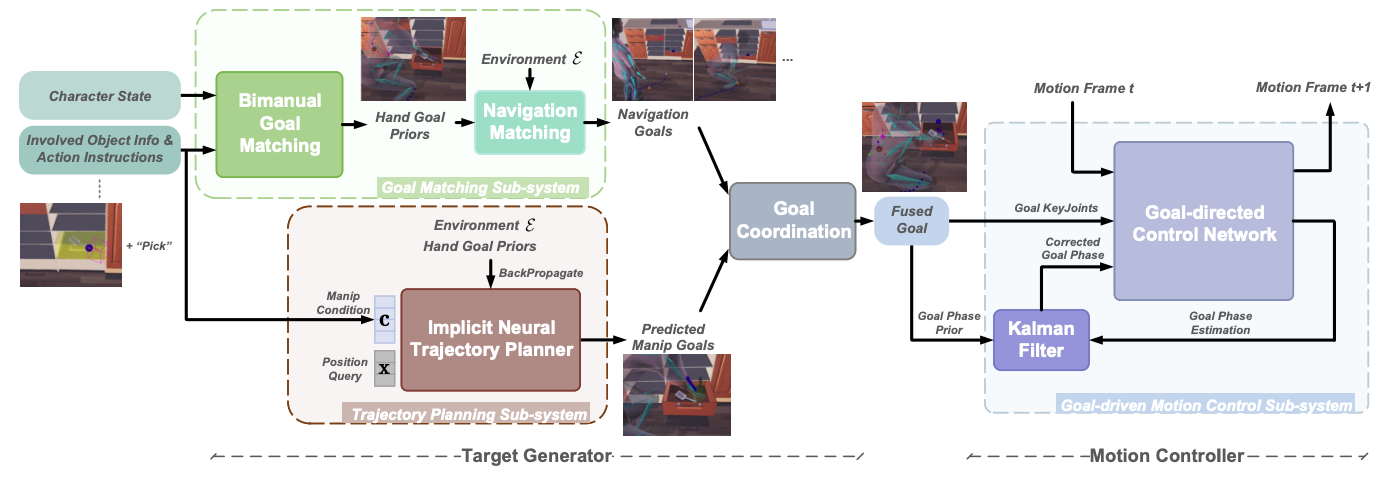 Character State
Involved Object Info &
Action Instructions
+ “Pick”
Bimanual
Goal
Matching
Hand Goal
Priors
Environment ℰ
Navigation
Matching
Goal Matching Sub-system
Navigation
Goals
...
Environment ℰ
Hand Goal Priors
BackPropagate
Manip
Condition
c
Position
Query
x
Implicit Neural
Trajectory Planner
Trajectory Planning Sub-system
Predicted
Manip Goals
Goal
Coordination
Fused
Goal
Motion Frame t
Motion Frame t+1
Goal KeyJoints
Corrected
Goal Phase
Goal-directed
Control Network
Goal Phase
Prior
Kalman
Filter
Goal Phase
Estimation
Goal-driven Motion Control Sub-system
Target Generator
Motion Controller